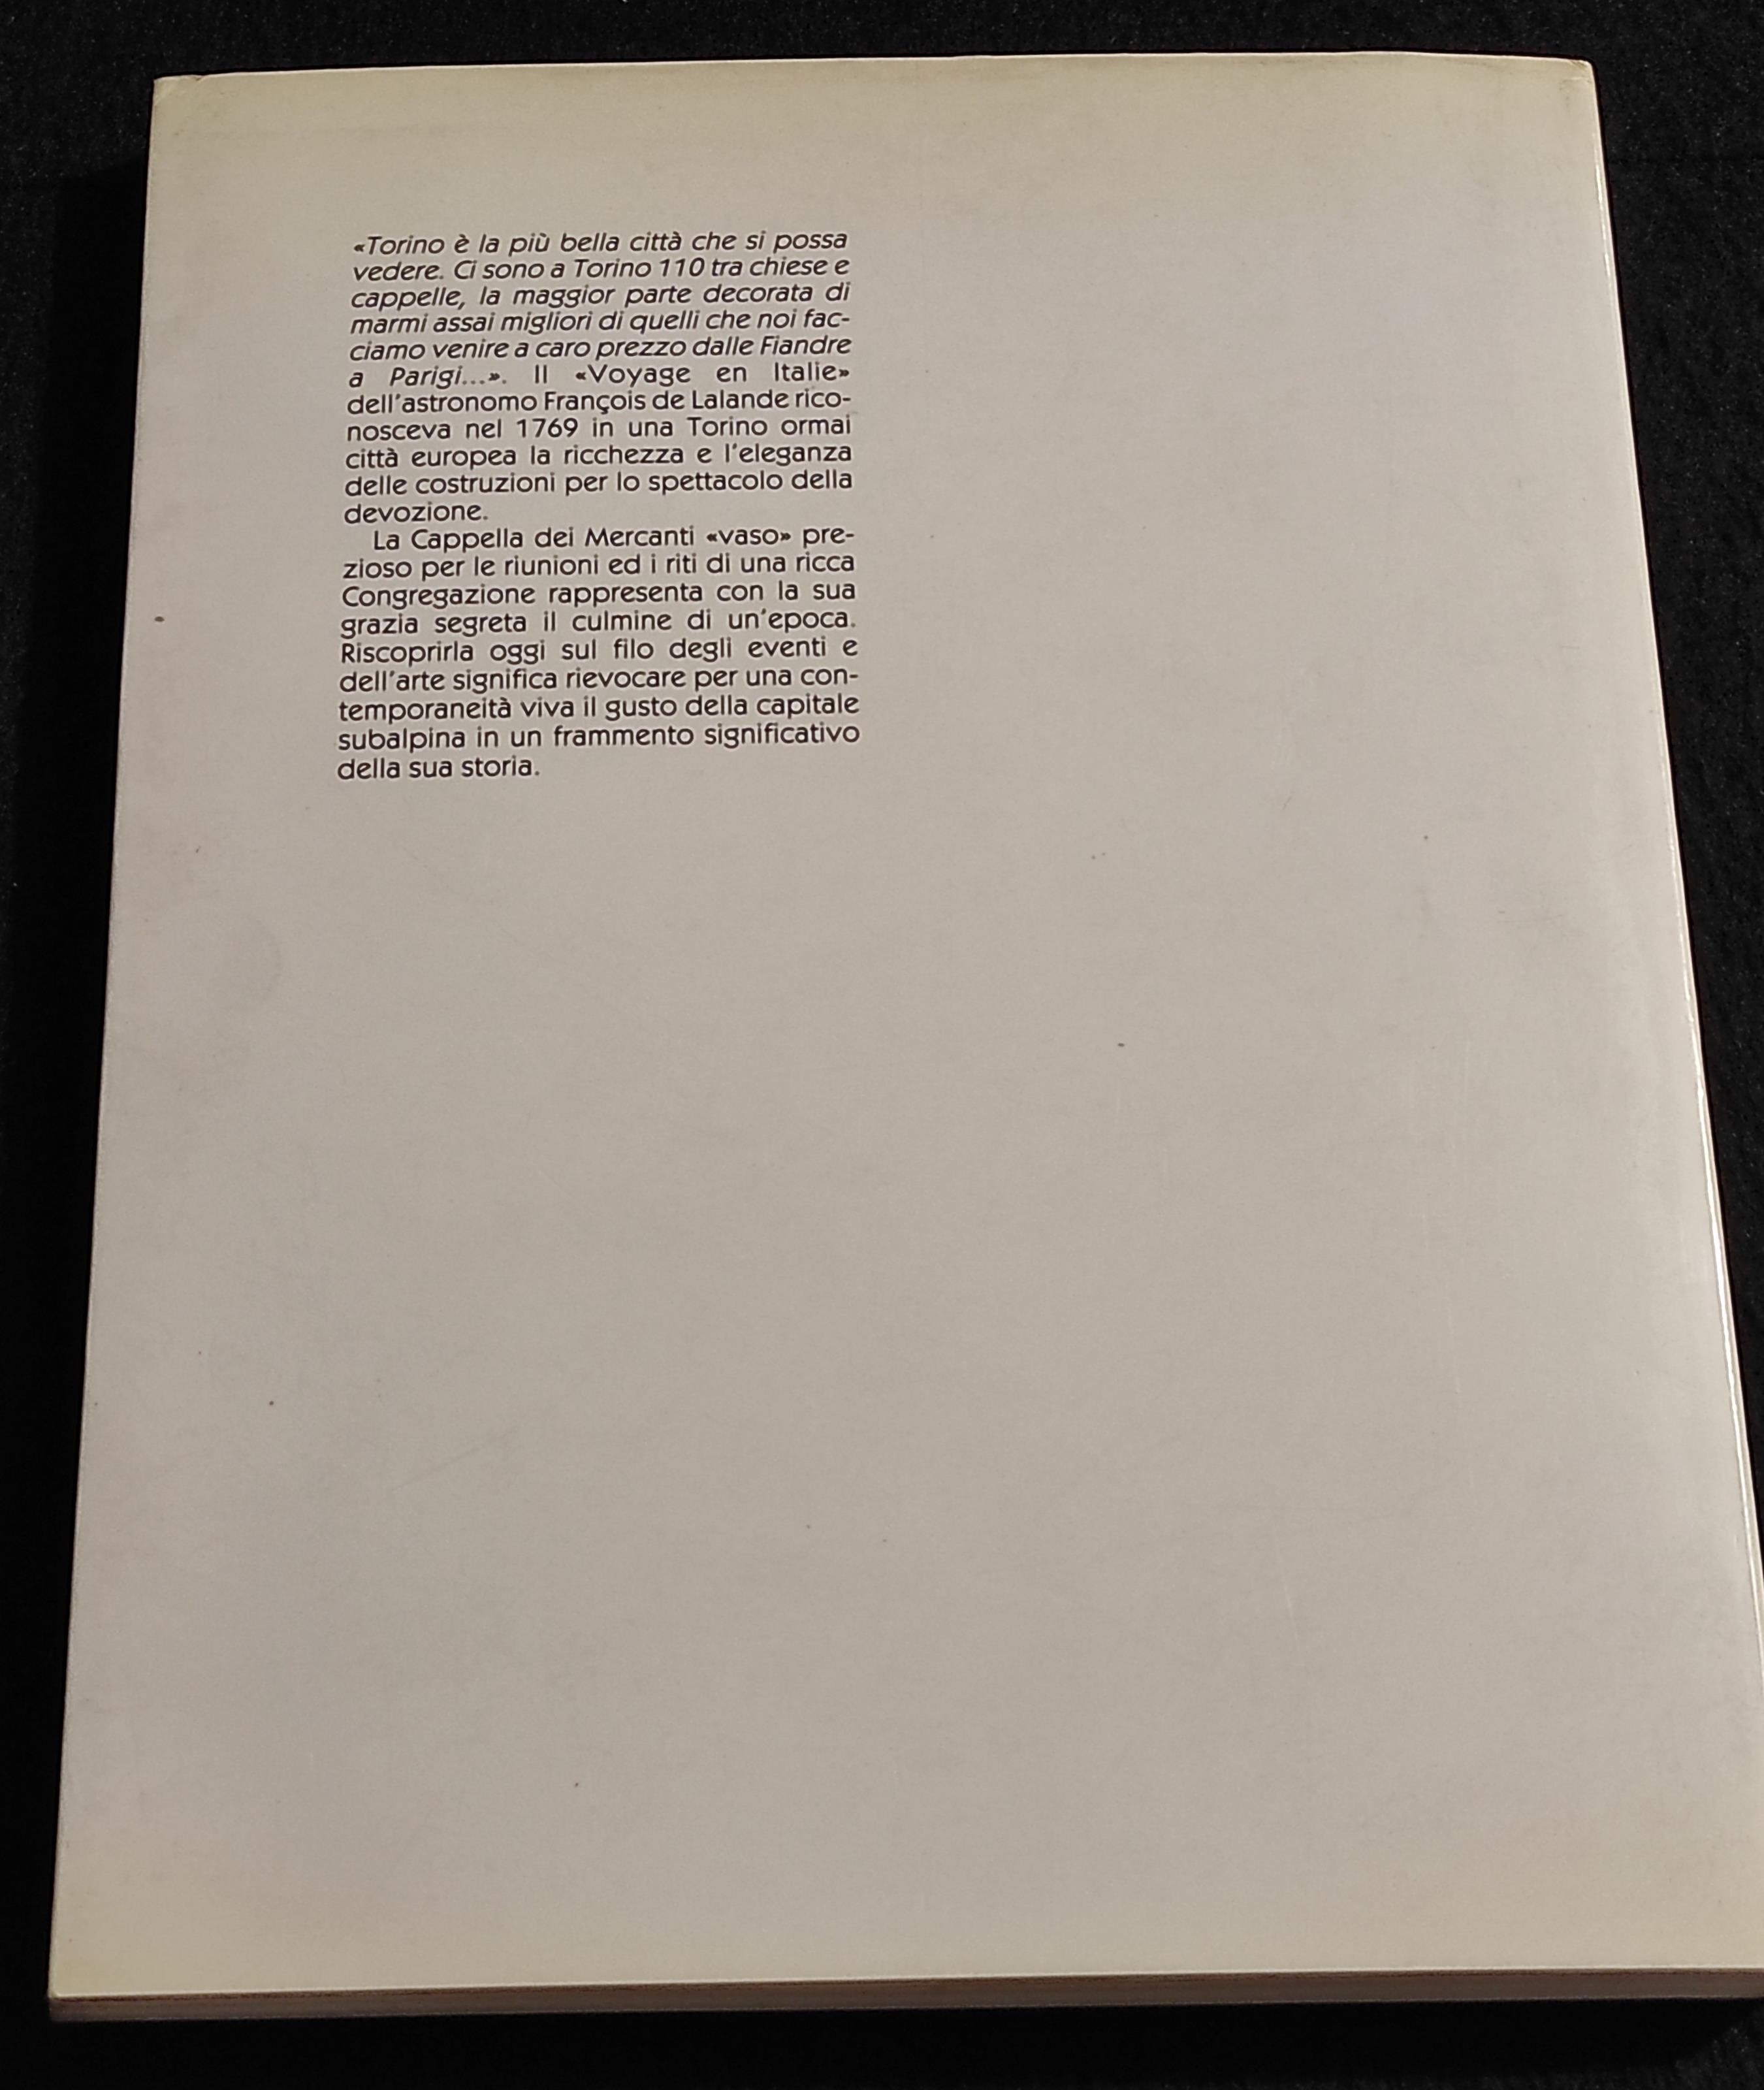 «Torino è la più bella città che si possa
vedere. Ci sono a Torino 110 tra chiese e
cappelle, la maggior parte decorata di
marmi assai migliori di quelli che noi fac-
ciamo venire a caro prezzo dalle Fiandre
a Parigi...». Il «Voyage en Italie»
dell'astronomo François de Lalande rico-
nosceva nel 1769 in una Torino ormai
città europea la ricchezza e l'eleganza
delle costruzioni per lo spettacolo della
devozione.
La Cappella dei Mercanti «vaso» pre-
zioso per le riunioni ed i riti di una ricca
Congregazione rappresenta con la sua
grazia segreta il culmine di un'epoca.
Riscoprirla oggi sul filo degli eventi e
dell'arte significa rievocare per una con-
temporaneità viva il gusto della capitale
subalpina in un frammento significativo
della sua storia.